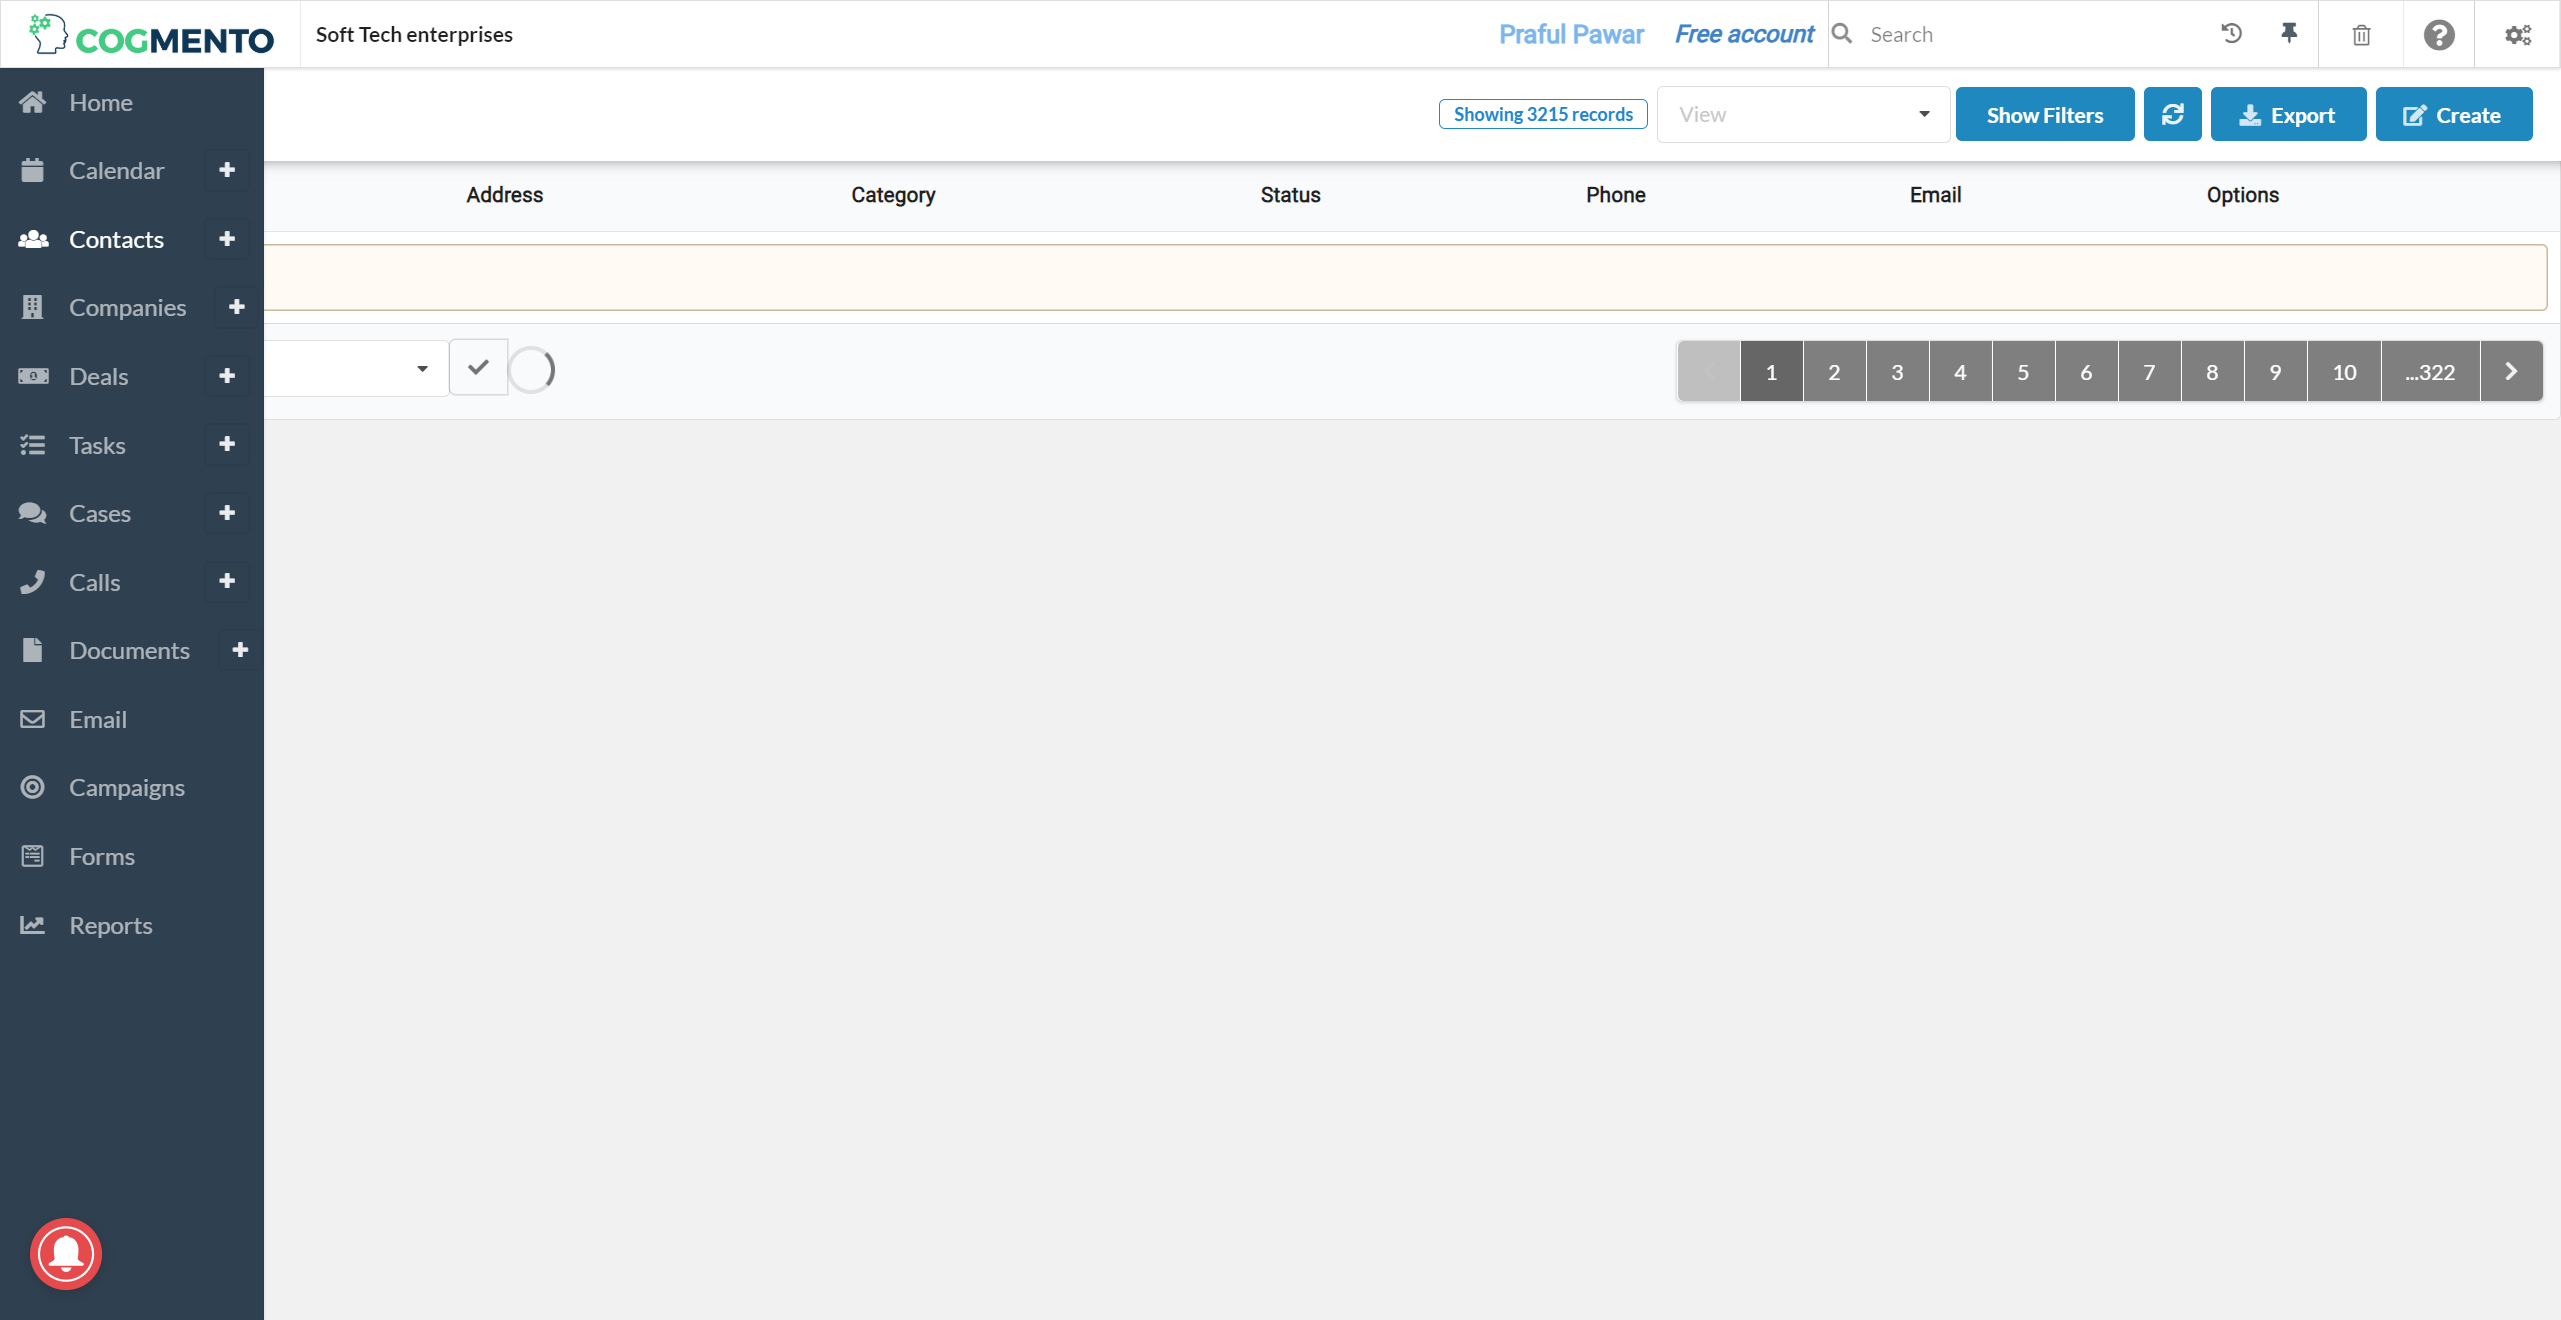 COGMENTO
Soft Tech enterprises
Praful Pawar
Free account
Search
Home
Calendar
Contacts
Companies
Deals
Tasks
Cases
Calls
Documents
Email
Campaigns
Forms
Reports
Showing 3215 records
View
Show Filters
Export
Create
Address
Category
Status
Phone
Email
Options
1
2
3
4
5
6
7
8
9
10
...322